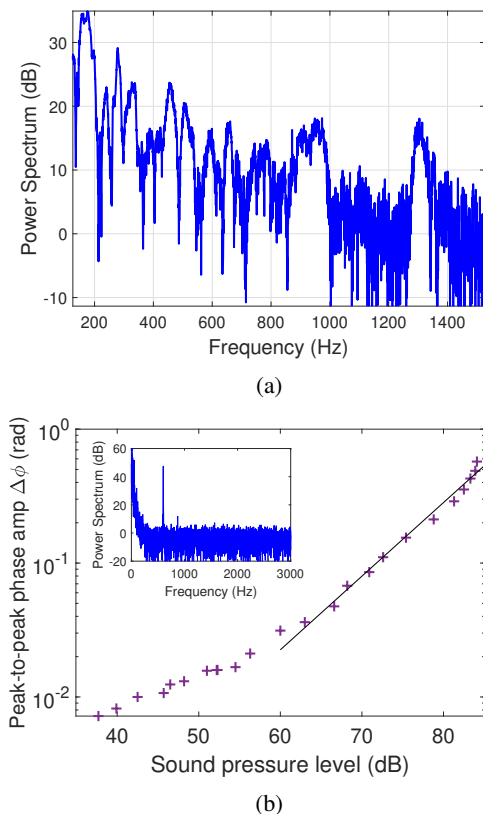 30
20
10
0
-10
Power Spectrum (dB)
200 400 600 800 1000 1200 1400
Frequency (Hz)
(a)
10^0
10^-1
10^-2
Peak-to-peak phase amp Δϕ (rad)
60
40
20
0
-20
Power Spectrum (dB)
0 1000 2000 3000
Frequency (Hz)
40 50 60 70 80
Sound pressure level (dB)
(b)